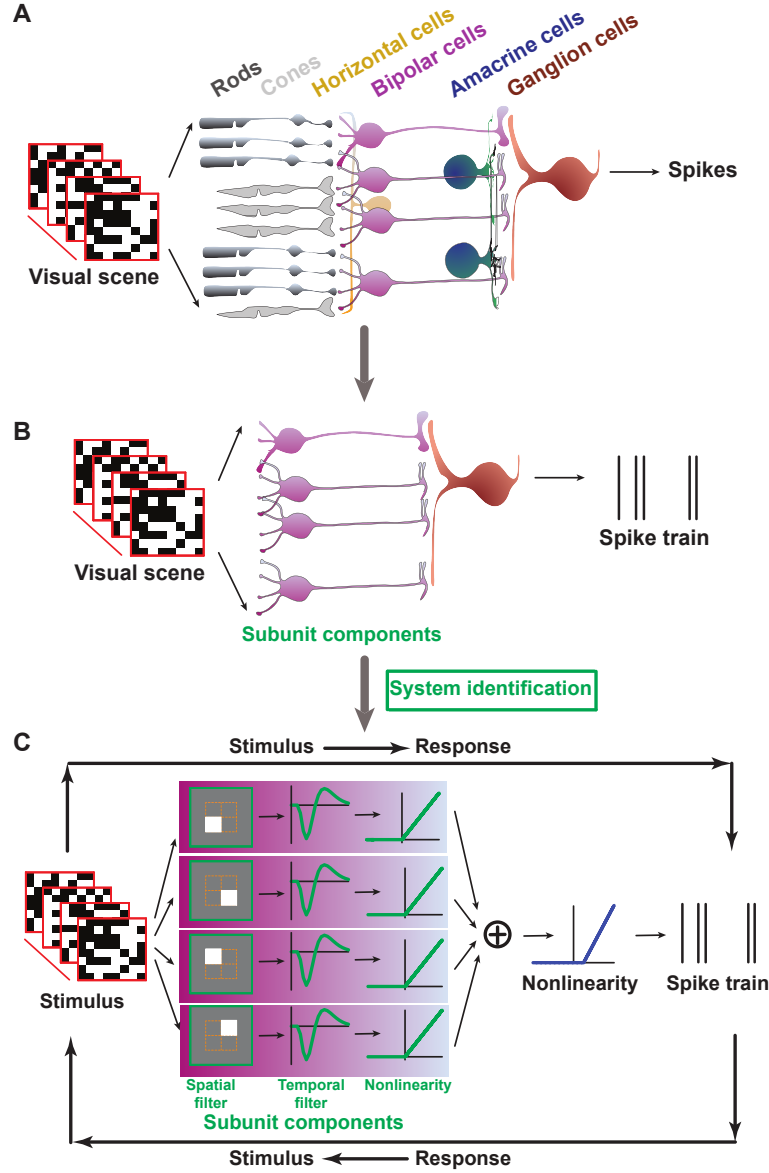 A
Rods
Cones
Horizontal cells
Bipolar cells
Amacrine cells
Ganglion cells
Visual scene
Spikes
B
Visual scene
Spike train
Subunit components
System identification
C
Stimulus Response
Stimulus
Nonlinearity
Spike train
Spatial filter
Temporal filter
Nonlinearity
Subunit components
Stimulus Response